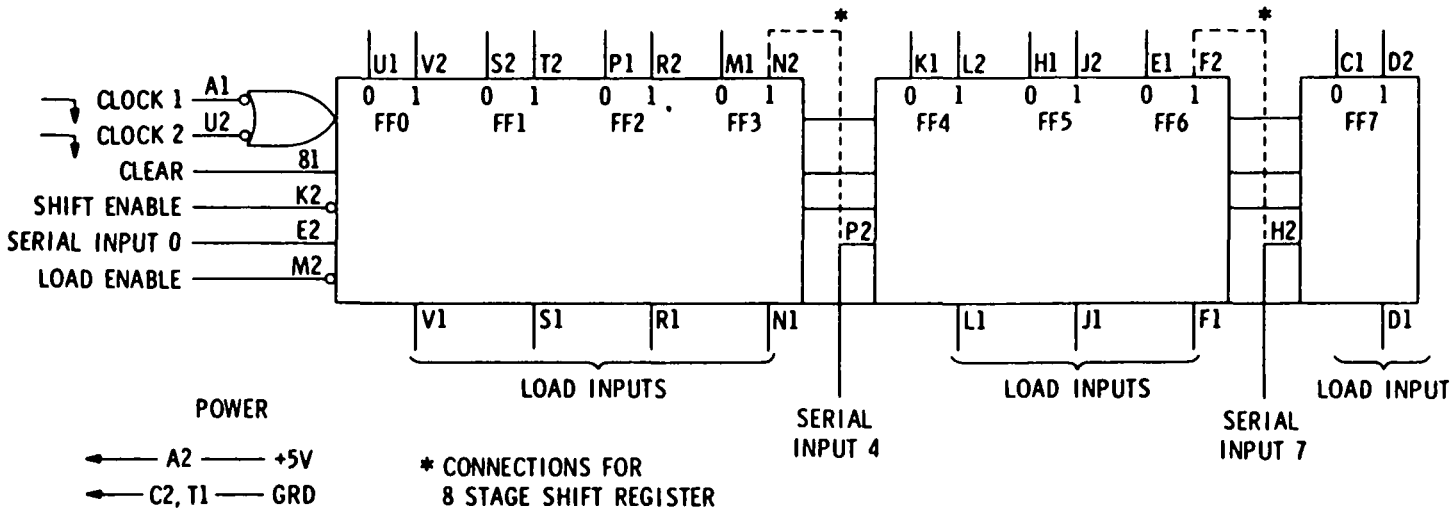 * *
U1 V2 S2 T2 P1 R2 M1 N2 K1 L2 H1 J2 E1 F2 C1 D2
0 1 0 1 0 1 0 1 0 1 0 1 0 1 0 1
FF0 FF1 FF2 FF3 FF4 FF5 FF6 FF7
CLOCK 1 A1
CLOCK 2 U2
CLEAR 81
SHIFT ENABLE K2
SERIAL INPUT 0 E2
LOAD ENABLE M2
P2 H2
V1 S1 R1 N1 L1 J1 F1 D1
LOAD INPUTS LOAD INPUTS LOAD INPUT
SERIAL INPUT 4
SERIAL INPUT 7
POWER
A2 +5V
C2, T1 GRD
* CONNECTIONS FOR
8 STAGE SHIFT REGISTER